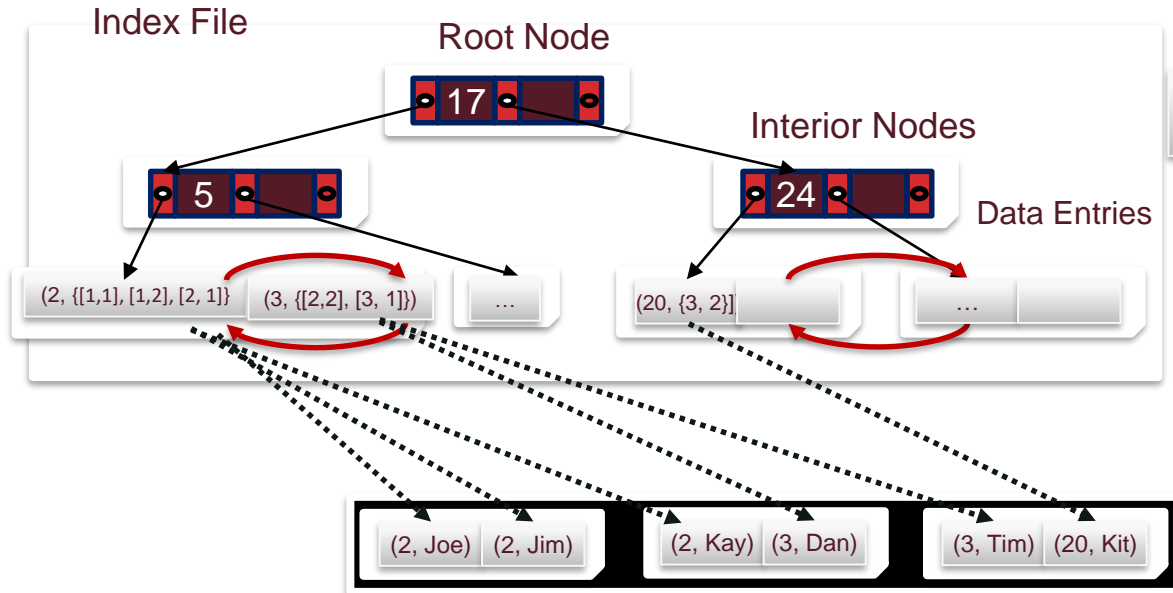 Index File
Root Node
17
Interior Nodes
5
24
Data Entries
(2, {[1,1], [1,2], [2, 1]}
(3, {[2,2], [3, 1]})
...
(20, {3, 2}]
...
(2, Joe) (2, Jim)
(2, Kay) (3, Dan)
(3, Tim) (20, Kit)